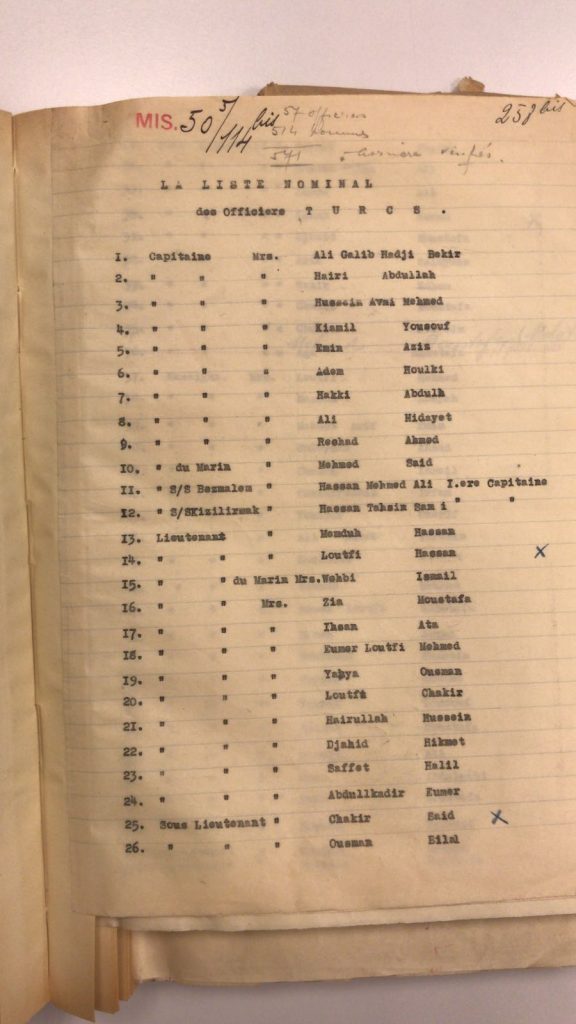 MIS. 50 5/114 bis 258 bis
57 officiers
514 hommes
571
LA LISTE NOMINAL
des Officiers TURCS.
1. Capitaine Mrs. Ali Galib Hadji Bekir
2. " " " Hairi Abdullah
3. " " " Hussein Avni Mehmed
4. " " " Kiamil Yousouf
5. " " " Emin Aziz
6. " " " Adem Houlki
7. " " " Hakki Abdulh
8. " " " Ali Hidayet
9. " " " Reshad Ahmed
10. " du Marin " Mehmed Said
11. " S/S Bezmalem " Hassan Mehmed Ali I.ere Capitaine
12. " S/SKizilirmak " Hassan Tahsin Sami " "
13. Lieutenant " Memduh Hassan
14. " " " Loutfi Hassan X
15. " " du Marin Mrs. Wehbi Ismail
16. " " Mrs. Zia Moustafa
17. " " " Ihsan Ata
18. " " " Eumer Loutfi Mehmed
19. " " " Yahya Ousman
20. " " " Loutfi Chakir
21. " " " Hairullah Hussein
22. " " " Djahid Hikmet
23. " " " Saffet Halil
24. " " " Abdullkadir Eumer
25. Sous Lieutenant " Chakir Said X
26. " " " Ousman Bilal